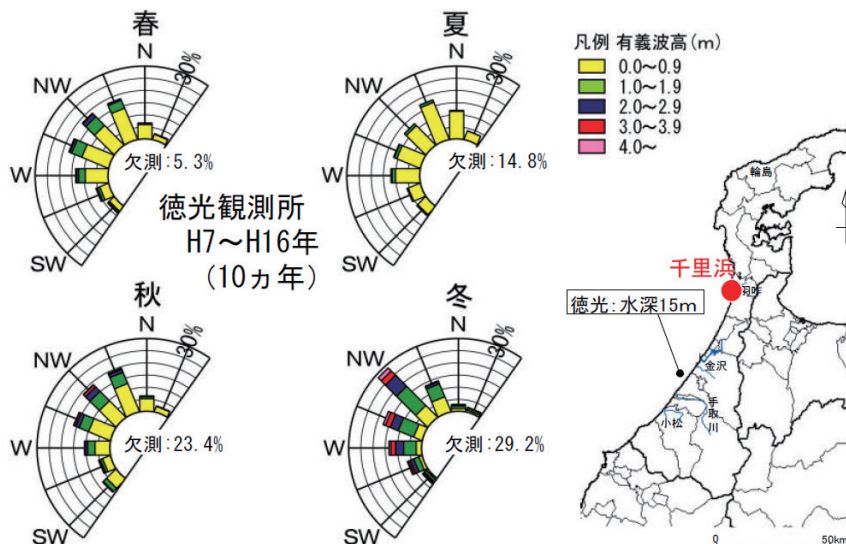 春
N
NW
W
SW
30%
欠測:5.3%
夏
N
NW
W
SW
30%
欠測:14.8%
徳光観測所
H7～H16年
(10ヵ年)
秋
N
NW
W
SW
30%
欠測:23.4%
冬
N
NW
W
SW
30%
欠測:29.2%
凡例 有義波高(m)
0.0～0.9
1.0～1.9
2.0～2.9
3.0～3.9
4.0～
輪島
千里浜
羽咋
徳光:水深15m
金沢
手取川
小松
0 50km